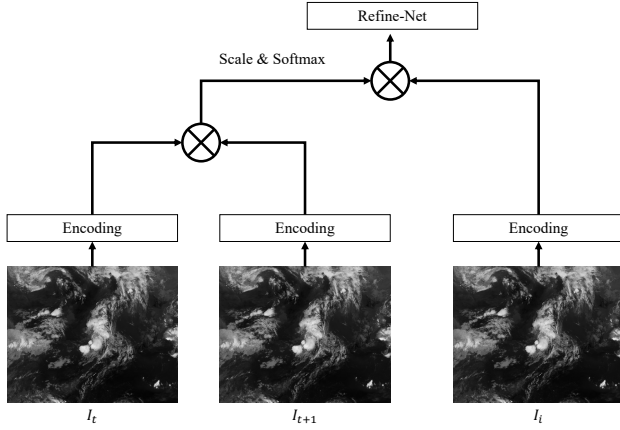 Refine-Net
Scale & Softmax
Encoding
Encoding
Encoding
I_t
I_{t+1}
I_i